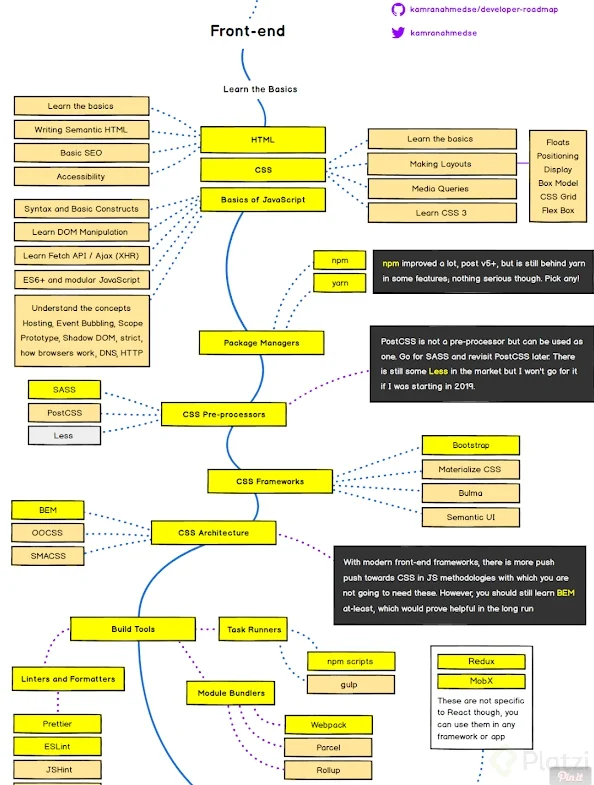 kamranahmedse/developer-roadmap
kamranahmedse
Front-end
Learn the Basics
Learn the basics
Writing Semantic HTML
Basic SEO
Accessibility
HTML
CSS
Basics of JavaScript
Learn the basics
Making Layouts
Media Queries
Learn CSS 3
Floats
Positioning
Display
Box Model
CSS Grid
Flex Box
Syntax and Basic Constructs
Learn DOM Manipulation
Learn Fetch API / Ajax (XHR)
ES6+ and modular JavaScript
Understand the concepts
Hosting, Event Bubbling, Scope
Prototype, Shadow DOM, strict,
how browsers work, DNS, HTTP
npm
yarn
npm improved a lot, post v5+, but is still behind yarn
in some features; nothing serious though. Pick any!
Package Managers
PostCSS is not a pre-processor but can be used as
one. Go for SASS and revisit PostCSS later. There
is still some Less in the market but I won't go for it
if I was starting in 2019.
SASS
PostCSS
Less
CSS Pre-processors
CSS Frameworks
Bootstrap
Materialize CSS
Bulma
Semantic UI
BEM
OOCSS
SMACSS
CSS Architecture
With modern front-end frameworks, there is more push
push towards CSS in JS methodologies with which you are
not going to need these. However, you should still learn BEM
at-least, which would prove helpful in the long run
Build Tools
Task Runners
npm scripts
gulp
Linters and Formatters
Module Bundlers
Prettier
ESLint
JSHint
Webpack
Parcel
Rollup
Redux
MobX
These are not specific
to React though, you
can use them in any
framework or app
Platzi
Pin it